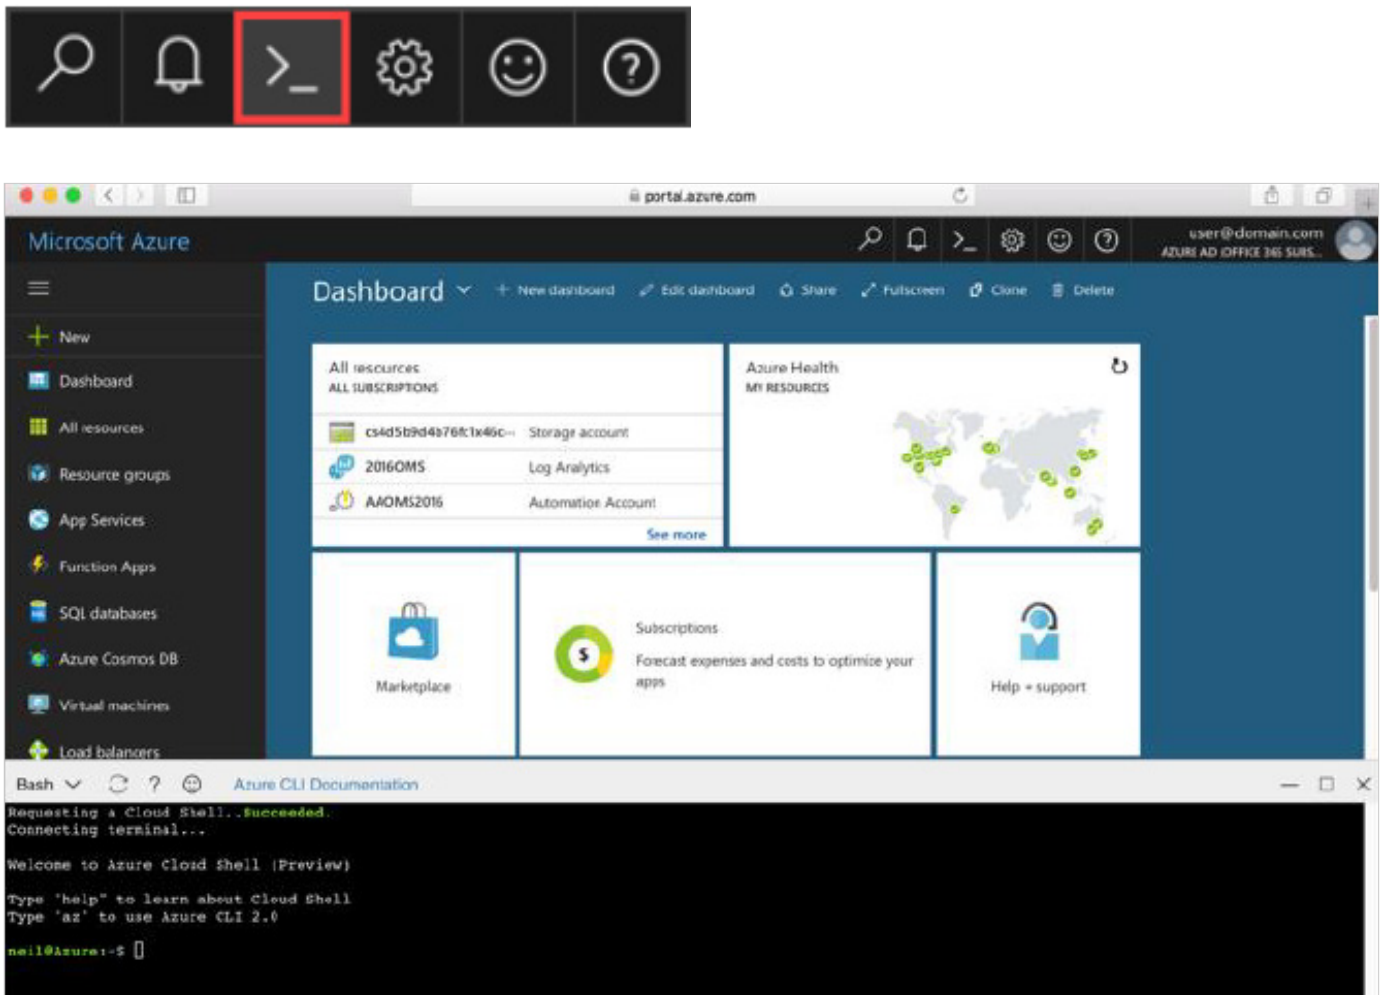 portal.azure.com
Microsoft Azure
user@domain.com
Dashboard
+ New dashboard
Edit dashboard
Share
Fullscreen
Clone
Delete
New
Dashboard
All resources
Resource groups
App Services
Function Apps
SQL databases
Azure Cosmos DB
Virtual machines
Load balancers
All resources
ALL SUBSCRIPTIONS
Storage account
2016OMS Log Analytics
AAOMS2016 Automation Account
See more
Azure Health
MY RESOURCES
Marketplace
Subscriptions
Forecast expenses and costs to optimize your
apps
Help + support
Bash
?
Azure CLI Documentation
Requesting a Cloud Shell..Succeeded.
Connecting terminal...
Welcome to Azure Cloud Shell (Preview)
Type "help" to learn about Cloud Shell
Type "az" to use Azure CLI 2.0
neil@Azure:~$